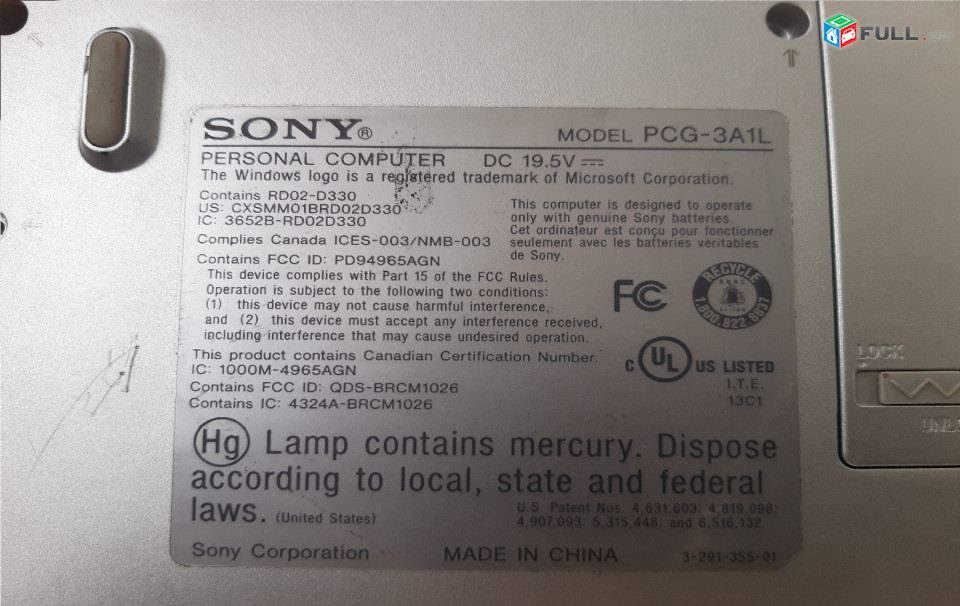 FULL
SONY® MODEL PCG-3A1L
PERSONAL COMPUTER DC 19.5V
The Windows logo is a registered trademark of Microsoft Corporation.
Contains RD02-D330
US: CXSMM01BRD02D330
IC: 3652B-RD02D330
Complies Canada ICES-003/NMB-003
This computer is designed to operate
only with genuine Sony batteries.
Cet ordinateur est conçu pour fonctionner
seulement avec les batteries véritables
de Sony.
Contains FCC ID: PD94965AGN
This device complies with Part 15 of the FCC Rules.
Operation is subject to the following two conditions:
(1) this device may not cause harmful interference,
and (2) this device must accept any interference received,
including interference that may cause undesired operation.
FC
RECYCLE
Li-ion
1.800.822.8837
This product contains Canadian Certification Number.
IC: 1000M-4965AGN
Contains FCC ID: QDS-BRCM1026
Contains IC: 4324A-BRCM1026
C UL US LISTED
I.T.E.
13C1
Hg Lamp contains mercury. Dispose
according to local, state and federal
laws. (United States)
U.S. Patent Nos. 4,631,603; 4,819,098;
4,907,093; 5,315,448; and 6,516,132.
Sony Corporation MADE IN CHINA 3-291-355-01
LOCK